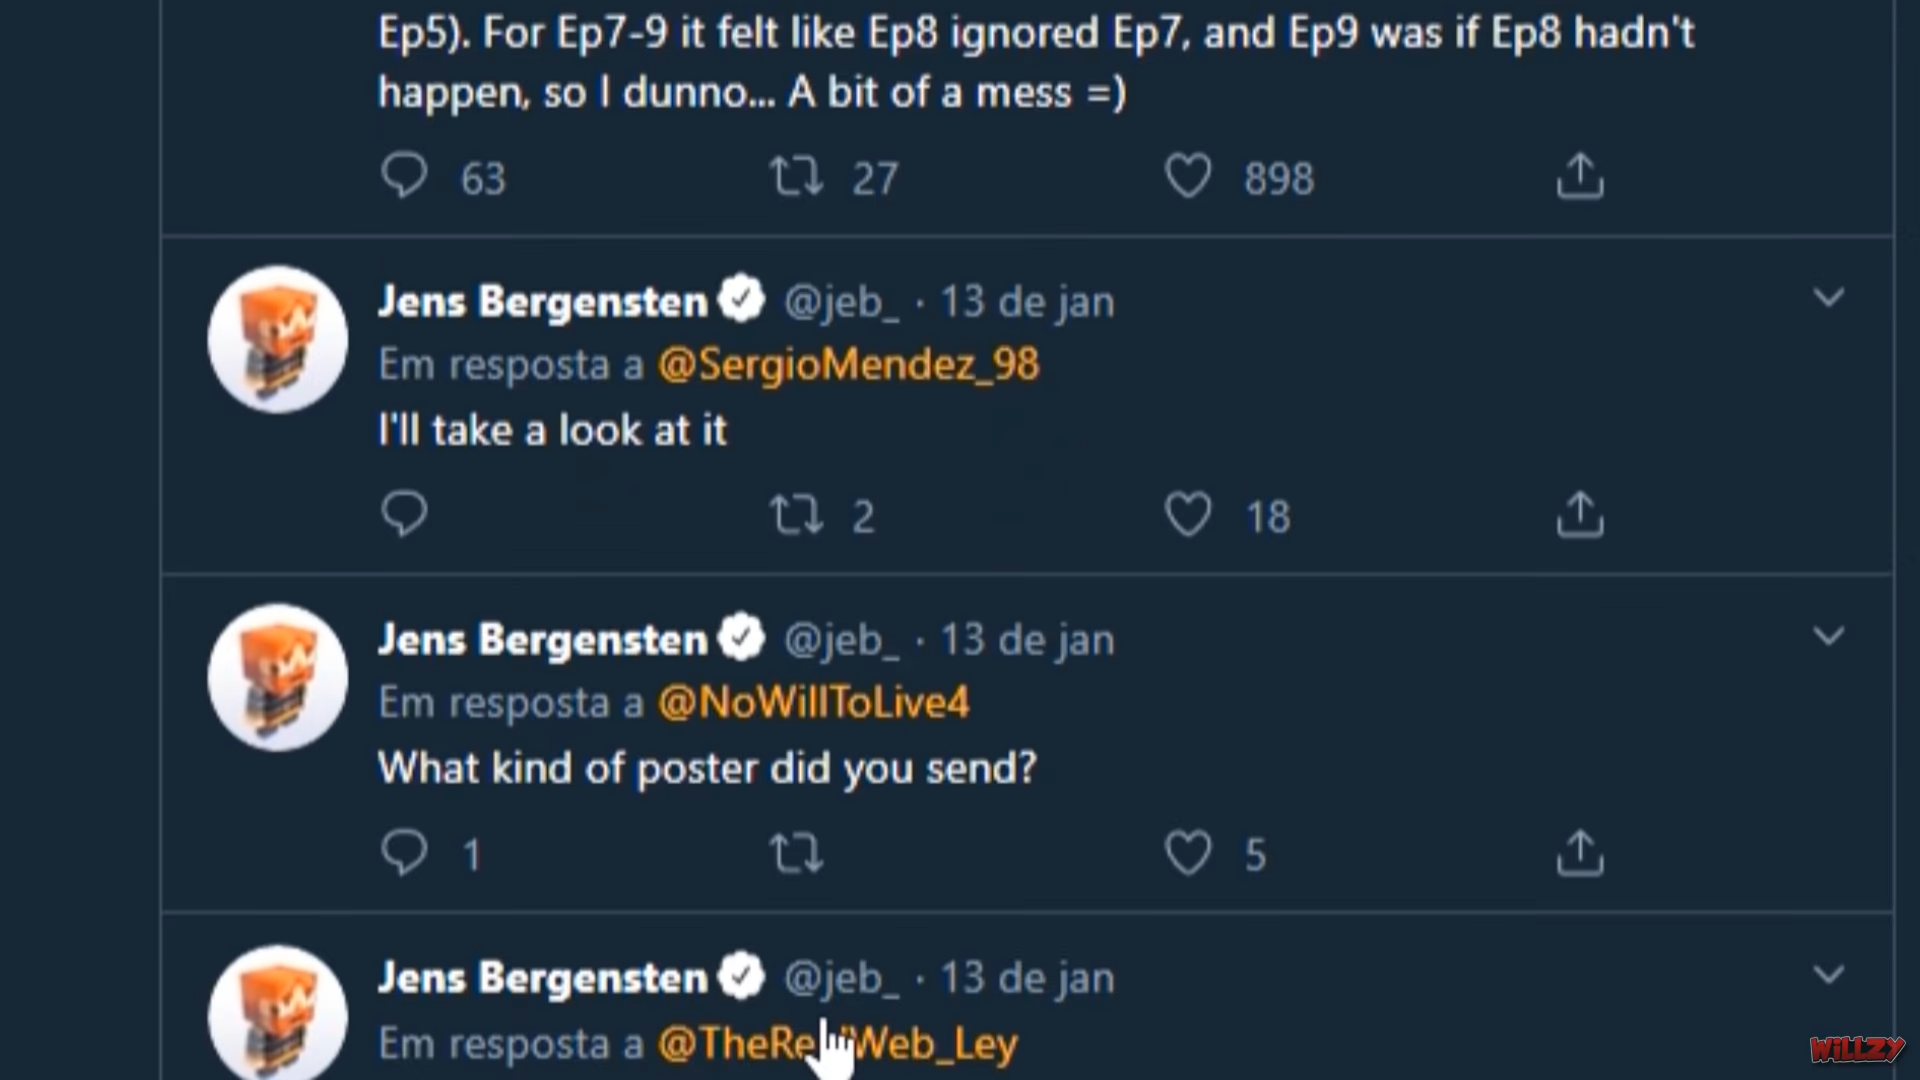 Ep5). For Ep7-9 it felt like Ep8 ignored Ep7, and Ep9 was if Ep8 hadn't
happen, so I dunno... A bit of a mess =)
63 27 898
Jens Bergensten @jeb_ · 13 de jan
Em resposta a @SergioMendez_98
I'll take a look at it
2 18
Jens Bergensten @jeb_ · 13 de jan
Em resposta a @NoWillToLive4
What kind of poster did you send?
1 5
Jens Bergensten @jeb_ · 13 de jan
Em resposta a
WiLLZY